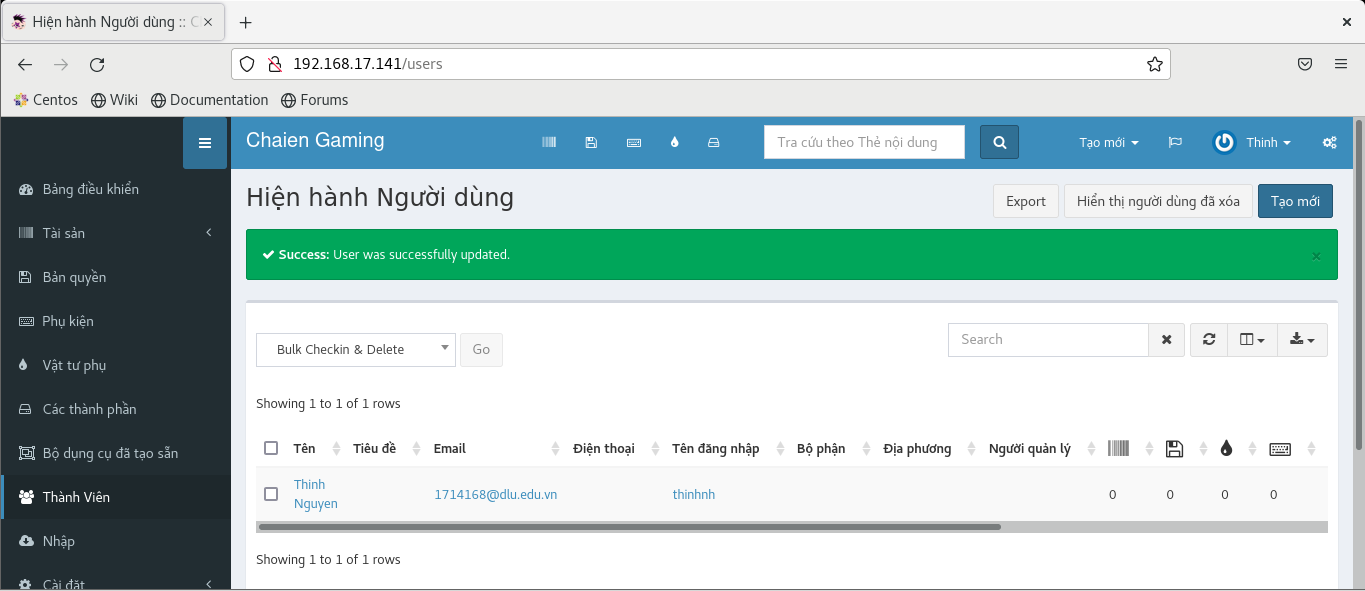 Hiện hành Người dùng :: C
192.168.17.141/users
Centos Wiki Documentation Forums
Chaien Gaming
Tra cứu theo Thẻ nội dung
Tạo mới
Thinh
Bảng điều khiển
Tài sản
Bản quyền
Phụ kiện
Vật tư phụ
Các thành phần
Bộ dụng cụ đã tạo sẵn
Thành Viên
Nhập
Cài đặt
Hiện hành Người dùng
Export Hiển thị người dùng đã xóa Tạo mới
Success: User was successfully updated.
×
Bulk Checkin & Delete Go
Search
Showing 1 to 1 of 1 rows
Tên Tiêu đề Email Điện thoại Tên đăng nhập Bộ phận Địa phương Người quản lý
Thinh
Nguyen
1714168@dlu.edu.vn thinhnh 0 0 0 0
Showing 1 to 1 of 1 rows